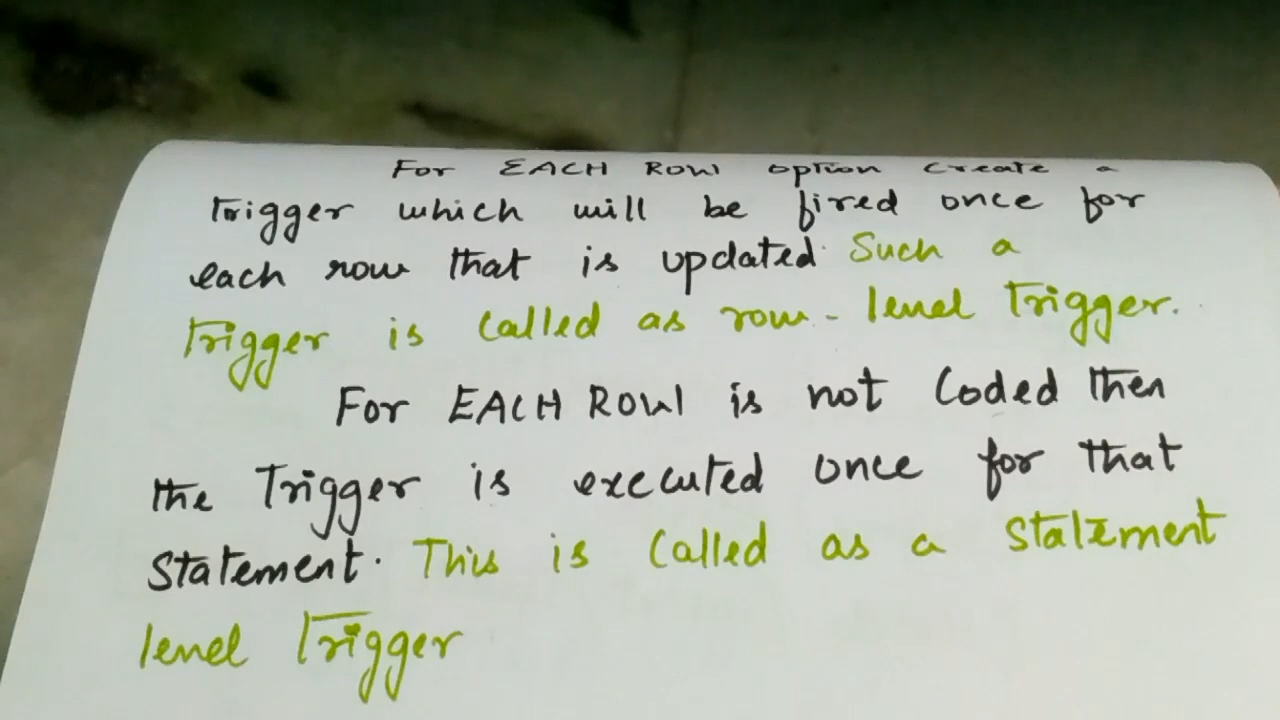 For EACH ROW option create a
Trigger which will be fired once for
each row that is updated. Such a
Trigger is called as row - level Trigger.
For EACH ROW is not Coded then
the Trigger is executed once for that
Statement. This is Called as a Statement
level Trigger